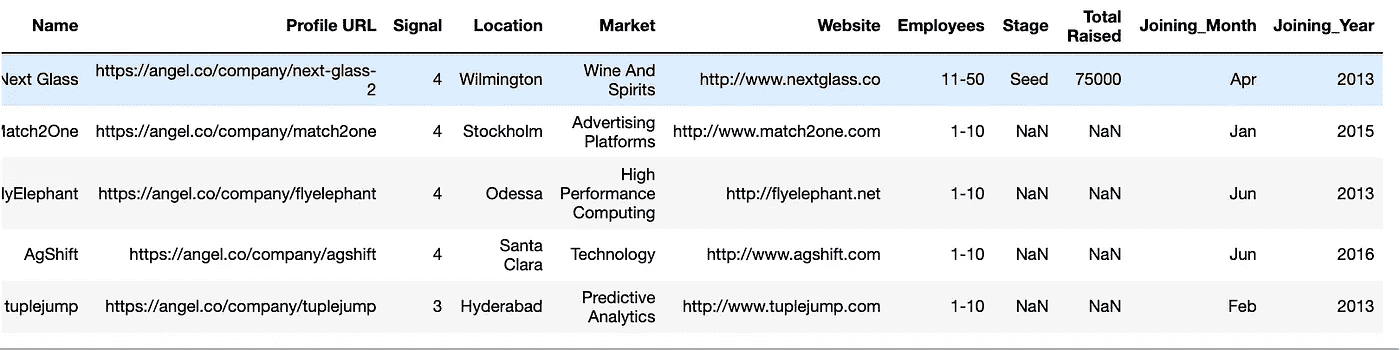 Name Profile URL Signal Location Market Website Employees Stage Total Raised Joining_Month Joining_Year
Next Glass https://angel.co/company/next-glass-2 4 Wilmington Wine And Spirits http://www.nextglass.co 11-50 Seed 75000 Apr 2013
Match2One https://angel.co/company/match2one 4 Stockholm Advertising Platforms http://www.match2one.com 1-10 NaN NaN Jan 2015
lyElephant https://angel.co/company/flyelephant 4 Odessa High Performance Computing http://flyelephant.net 1-10 NaN NaN Jun 2013
AgShift https://angel.co/company/agshift 4 Santa Clara Technology http://www.agshift.com 1-10 NaN NaN Jun 2016
tuplejump https://angel.co/company/tuplejump 3 Hyderabad Predictive Analytics http://www.tuplejump.com 1-10 NaN NaN Feb 2013